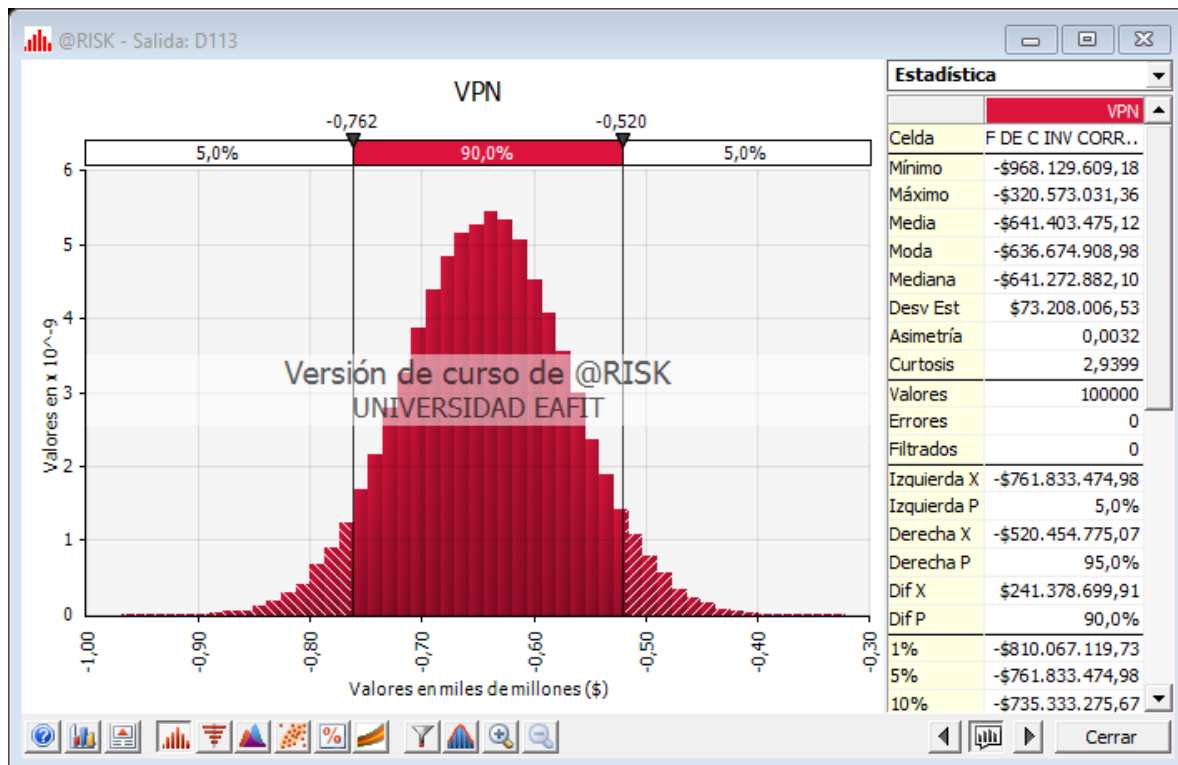 @RISK - Salida: D113
VPN
-0,762 -0,520
5,0% 90,0% 5,0%
6
5
4
3
2
1
0
Valores en x 10^-9
Versión de curso de @RISK
UNIVERSIDAD EAFIT
-1,00 -0,90 -0,80 -0,70 -0,60 -0,50 -0,40 -0,30
Valores en miles de millones ($)
Estadística
VPN
Celda F DE C INV CORR...
Mínimo -$968.129.609,18
Máximo -$320.573.031,36
Media -$641.403.475,12
Moda -$636.674.908,98
Mediana -$641.272.882,10
Desv Est $73.208.006,53
Asimetría 0,0032
Curtosis 2,9399
Valores 100000
Errores 0
Filtrados 0
Izquierda X -$761.833.474,98
Izquierda P 5,0%
Derecha X -$520.454.775,07
Derecha P 95,0%
Dif X $241.378.699,91
Dif P 90,0%
1% -$810.067.119,73
5% -$761.833.474,98
10% -$735.333.275,67
Cerrar